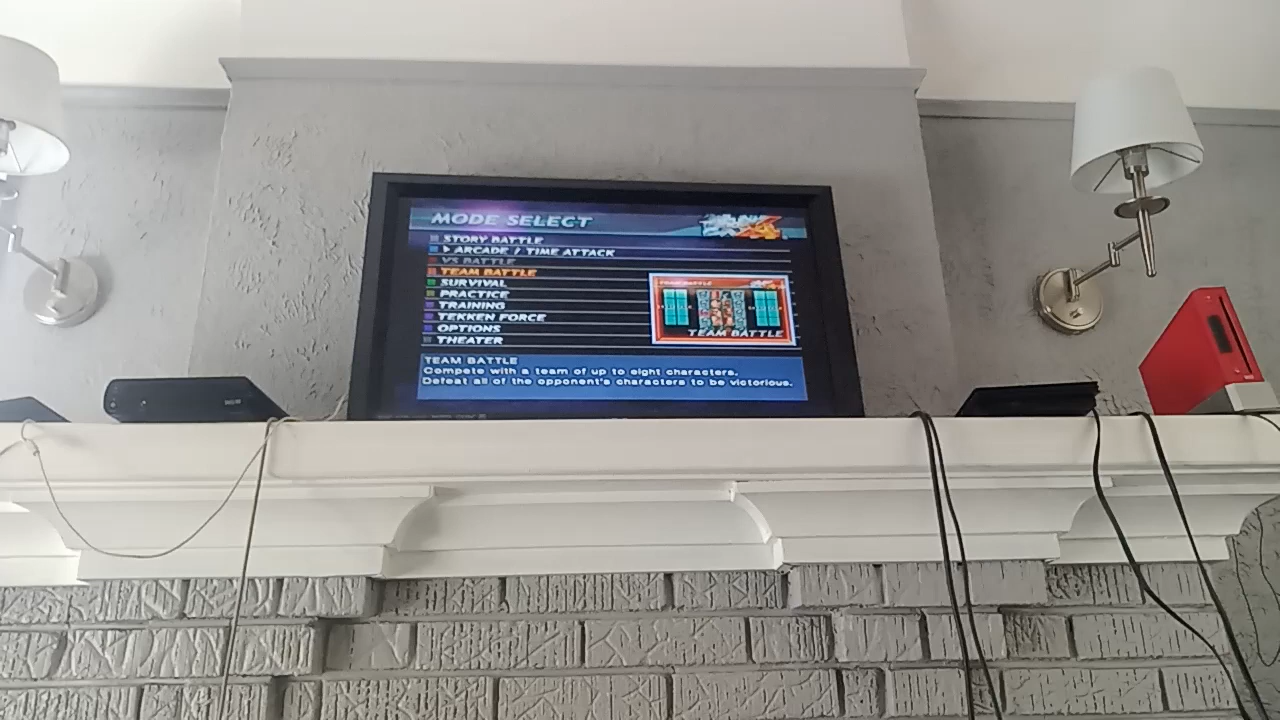 MODE SELECT
STORY BATTLE
ARCADE / TIME ATTACK
VS BATTLE
TEAM BATTLE
SURVIVAL
PRACTICE
TRAINING
TEKKEN FORCE
OPTIONS
THEATER
TEAM BATTLE
TEAM BATTLE
TEAM BATTLE
Compete with a team of up to eight characters.
Defeat all of the opponent's characters to be victorious.